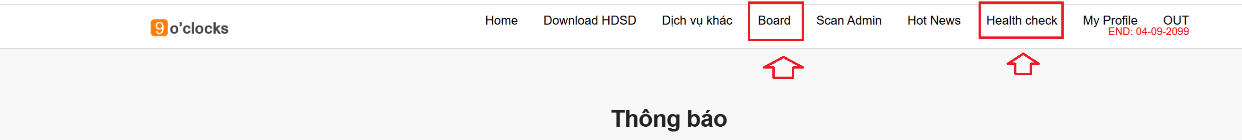 9 o'clocks Home Download HDSD Dịch vụ khác Board Scan Admin Hot News Health check My Profile OUT
END: 04-09-2099
Thông báo